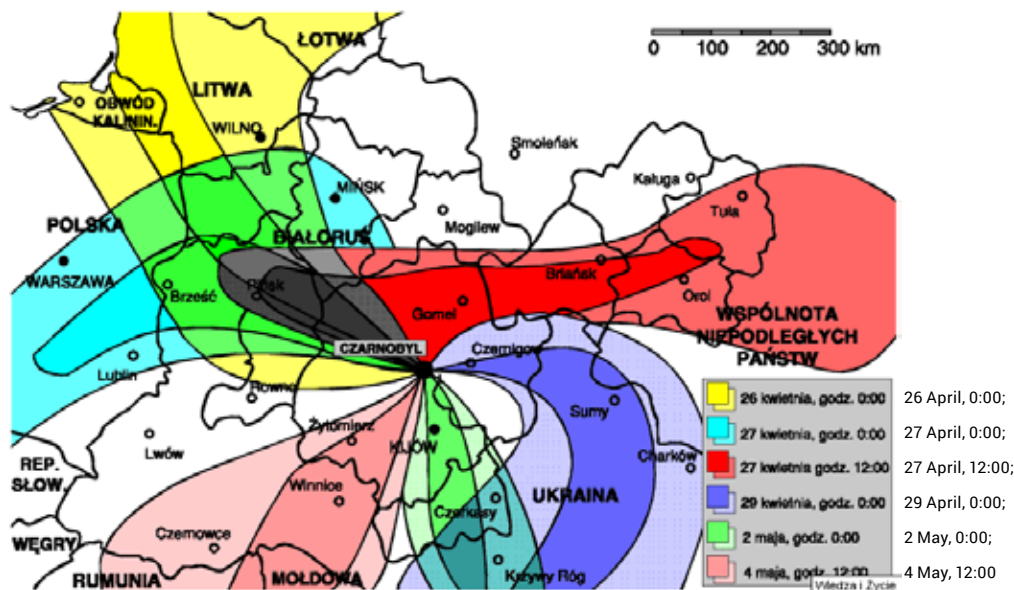 ŁOTWA
0 100 200 300 km
LITWA
OBWÓD
KALININ.
WILNO
Smoleńsk
Kaługa
MIŃSK
Tuła
POLSKA
Mogilew
BIAŁORUŚ
WARSZAWA
Briańsk
Brześć
Pińsk
Orol
Gomel
WSPÓLNOTA
NIEPODLEGŁYCH
PAŃSTW
CZARNOBYL
Czernigow
Lublin
Równo
26 kwietnia, godz. 0:00 26 April, 0:00;
Sumy
Żytomierz
27 kwietnia, godz. 0:00 27 April, 0:00;
KIJÓW
Lwów
Charków
REP.
SŁOW.
27 kwietnia godz. 12:00 27 April, 12:00;
Winnice
UKRAINA
29 kwietnia, godz. 0:00 29 April, 0:00;
Czerkasy
Czernowce
WĘGRY
2 maja, godz. 0:00 2 May, 0:00;
Krzywy Róg
RUMUNIA
MOŁDOWA
4 maja, godz. 12:00 4 May, 12:00
Wiedza i Życie